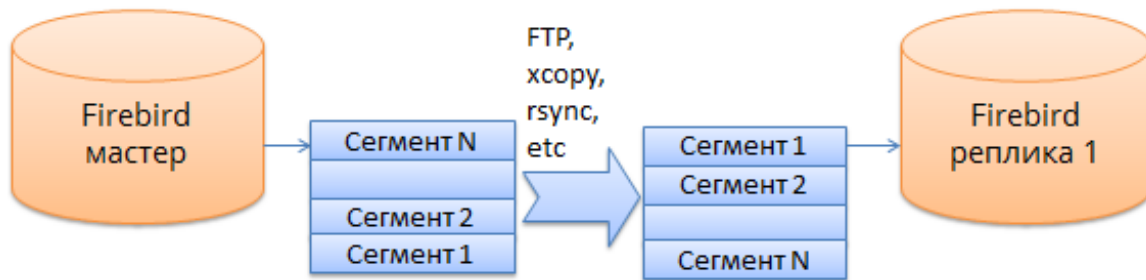 Firebird
мастер
Сегмент N
Сегмент 2
Сегмент 1
FTP,
xcopy,
rsync,
etc
Сегмент 1
Сегмент 2
Сегмент N
Firebird
реплика 1